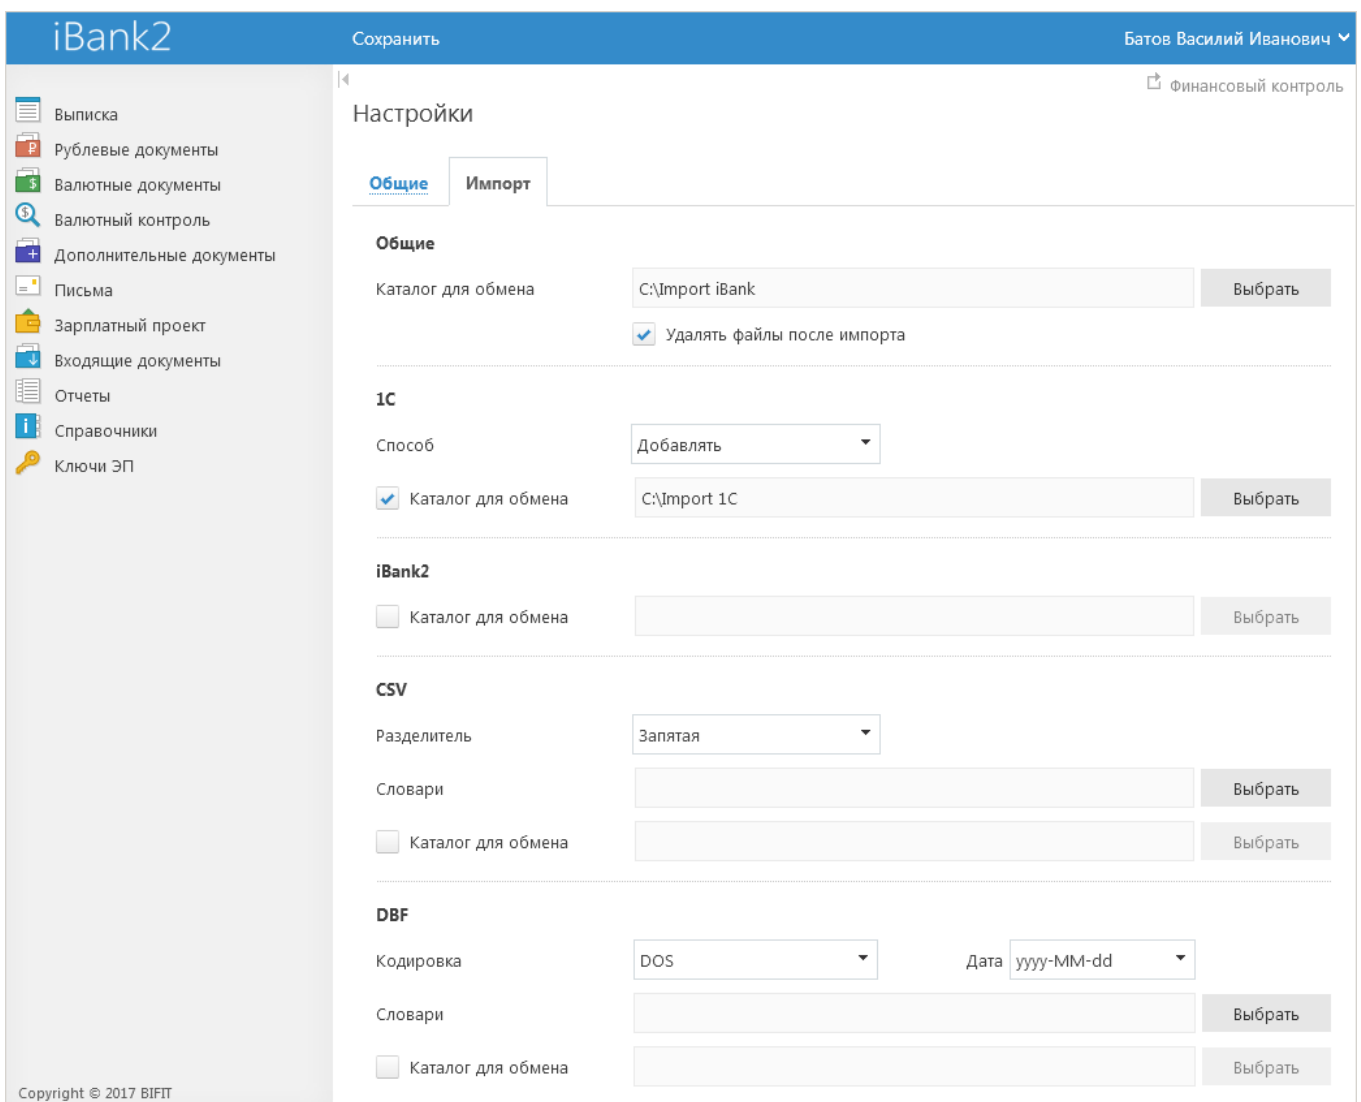 iBank2
Сохранить
Батов Василий Иванович
Финансовый контроль
Выписка
Рублевые документы
Валютные документы
Валютный контроль
Дополнительные документы
Письма
Зарплатный проект
Входящие документы
Отчеты
Справочники
Ключи ЭП
Copyright © 2017 BIFIT
Настройки
Общие Импорт
Общие
Каталог для обмена C:\Import iBank Выбрать
Удалять файлы после импорта
1C
Способ Добавлять
Каталог для обмена C:\Import 1C Выбрать
iBank2
Каталог для обмена Выбрать
CSV
Разделитель Запятая
Словари Выбрать
Каталог для обмена Выбрать
DBF
Кодировка DOS Дата yyyy-MM-dd
Словари Выбрать
Каталог для обмена Выбрать